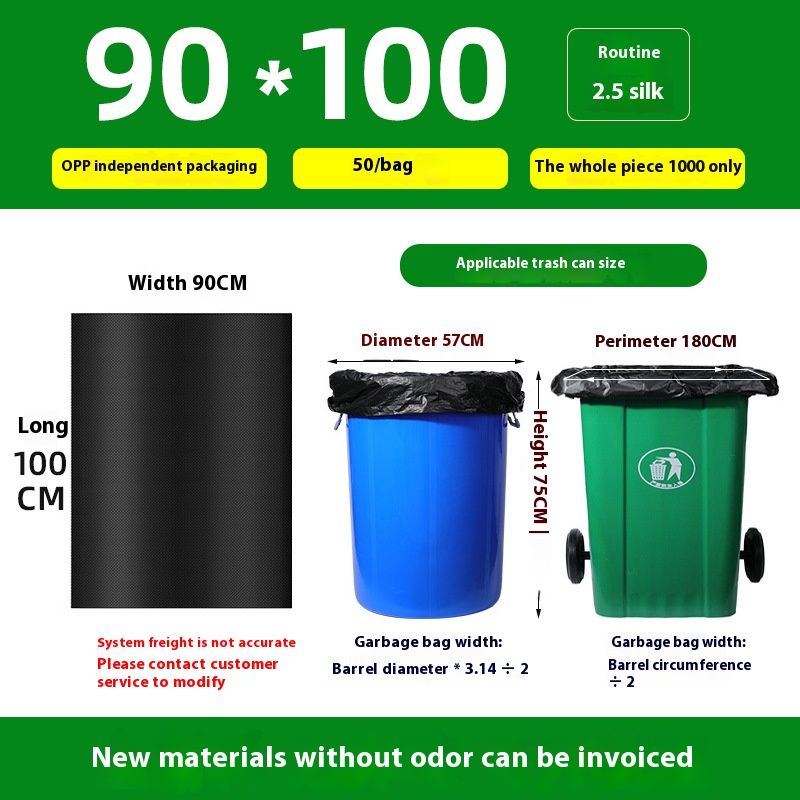 90*100
Routine
2.5 silk
OPP independent packaging
50/bag
The whole piece 1000 only
Applicable trash can size
Width 90CM
Long
100
CM
Diameter 57CM
Height 75CM
Perimeter 180CM
System freight is not accurate
Please contact customer
service to modify
Garbage bag width:
Barrel diameter * 3.14 ÷ 2
Garbage bag width:
Barrel circumference
÷ 2
New materials without odor can be invoiced